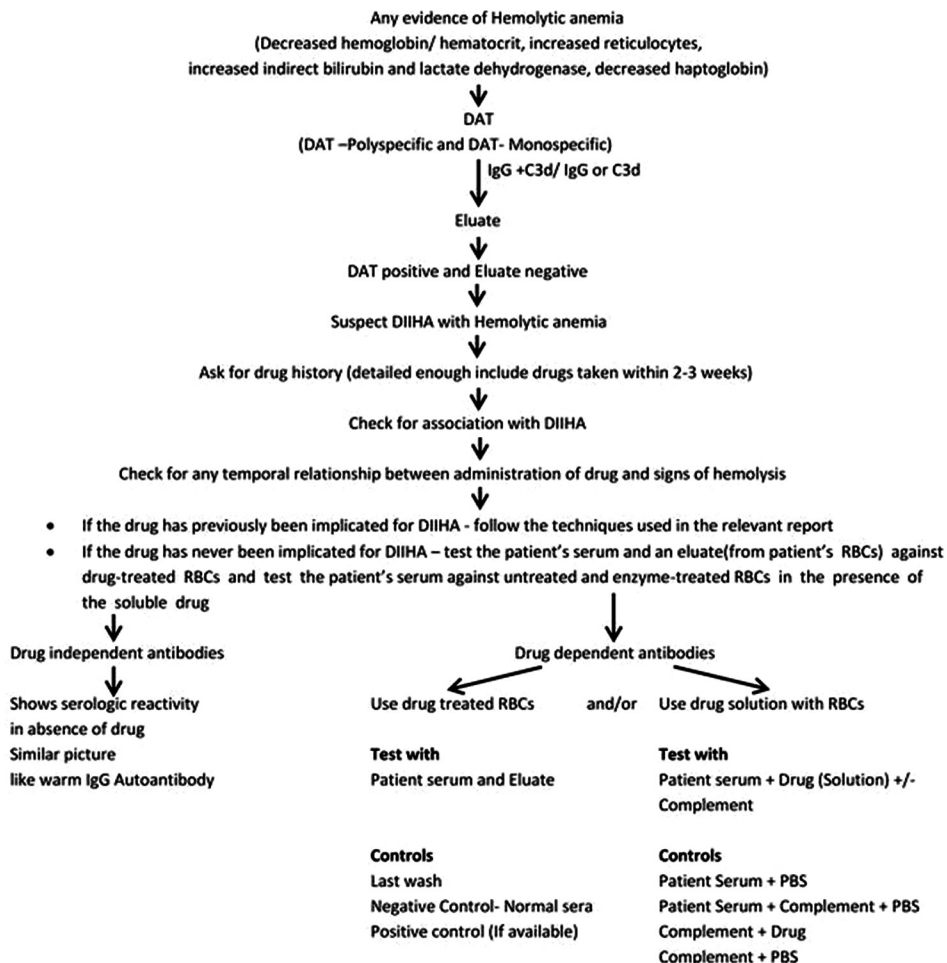 Any evidence of Hemolytic anemia
(Decreased hemoglobin/ hematocrit, increased reticulocytes,
increased indirect bilirubin and lactate dehydrogenase, decreased haptoglobin)
DAT
(DAT –Polyspecific and DAT- Monospecific)
IgG +C3d/ IgG or C3d
Eluate
DAT positive and Eluate negative
Suspect DIIHA with Hemolytic anemia
Ask for drug history (detailed enough include drugs taken within 2-3 weeks)
Check for association with DIIHA
Check for any temporal relationship between administration of drug and signs of hemolysis
• If the drug has previously been implicated for DIIHA - follow the techniques used in the relevant report
• If the drug has never been implicated for DIIHA – test the patient's serum and an eluate(from patient's RBCs) against
drug-treated RBCs and test the patient's serum against untreated and enzyme-treated RBCs in the presence of
the soluble drug
Drug independent antibodies
Shows serologic reactivity
in absence of drug
Similar picture
like warm IgG Autoantibody
Drug dependent antibodies
Use drug treated RBCs
and/or
Use drug solution with RBCs
Test with
Patient serum and Eluate
Controls
Last wash
Negative Control- Normal sera
Positive control (If available)
Test with
Patient serum + Drug (Solution) +/-
Complement
Controls
Patient Serum + PBS
Patient Serum + Complement + PBS
Complement + Drug
Complement + PBS